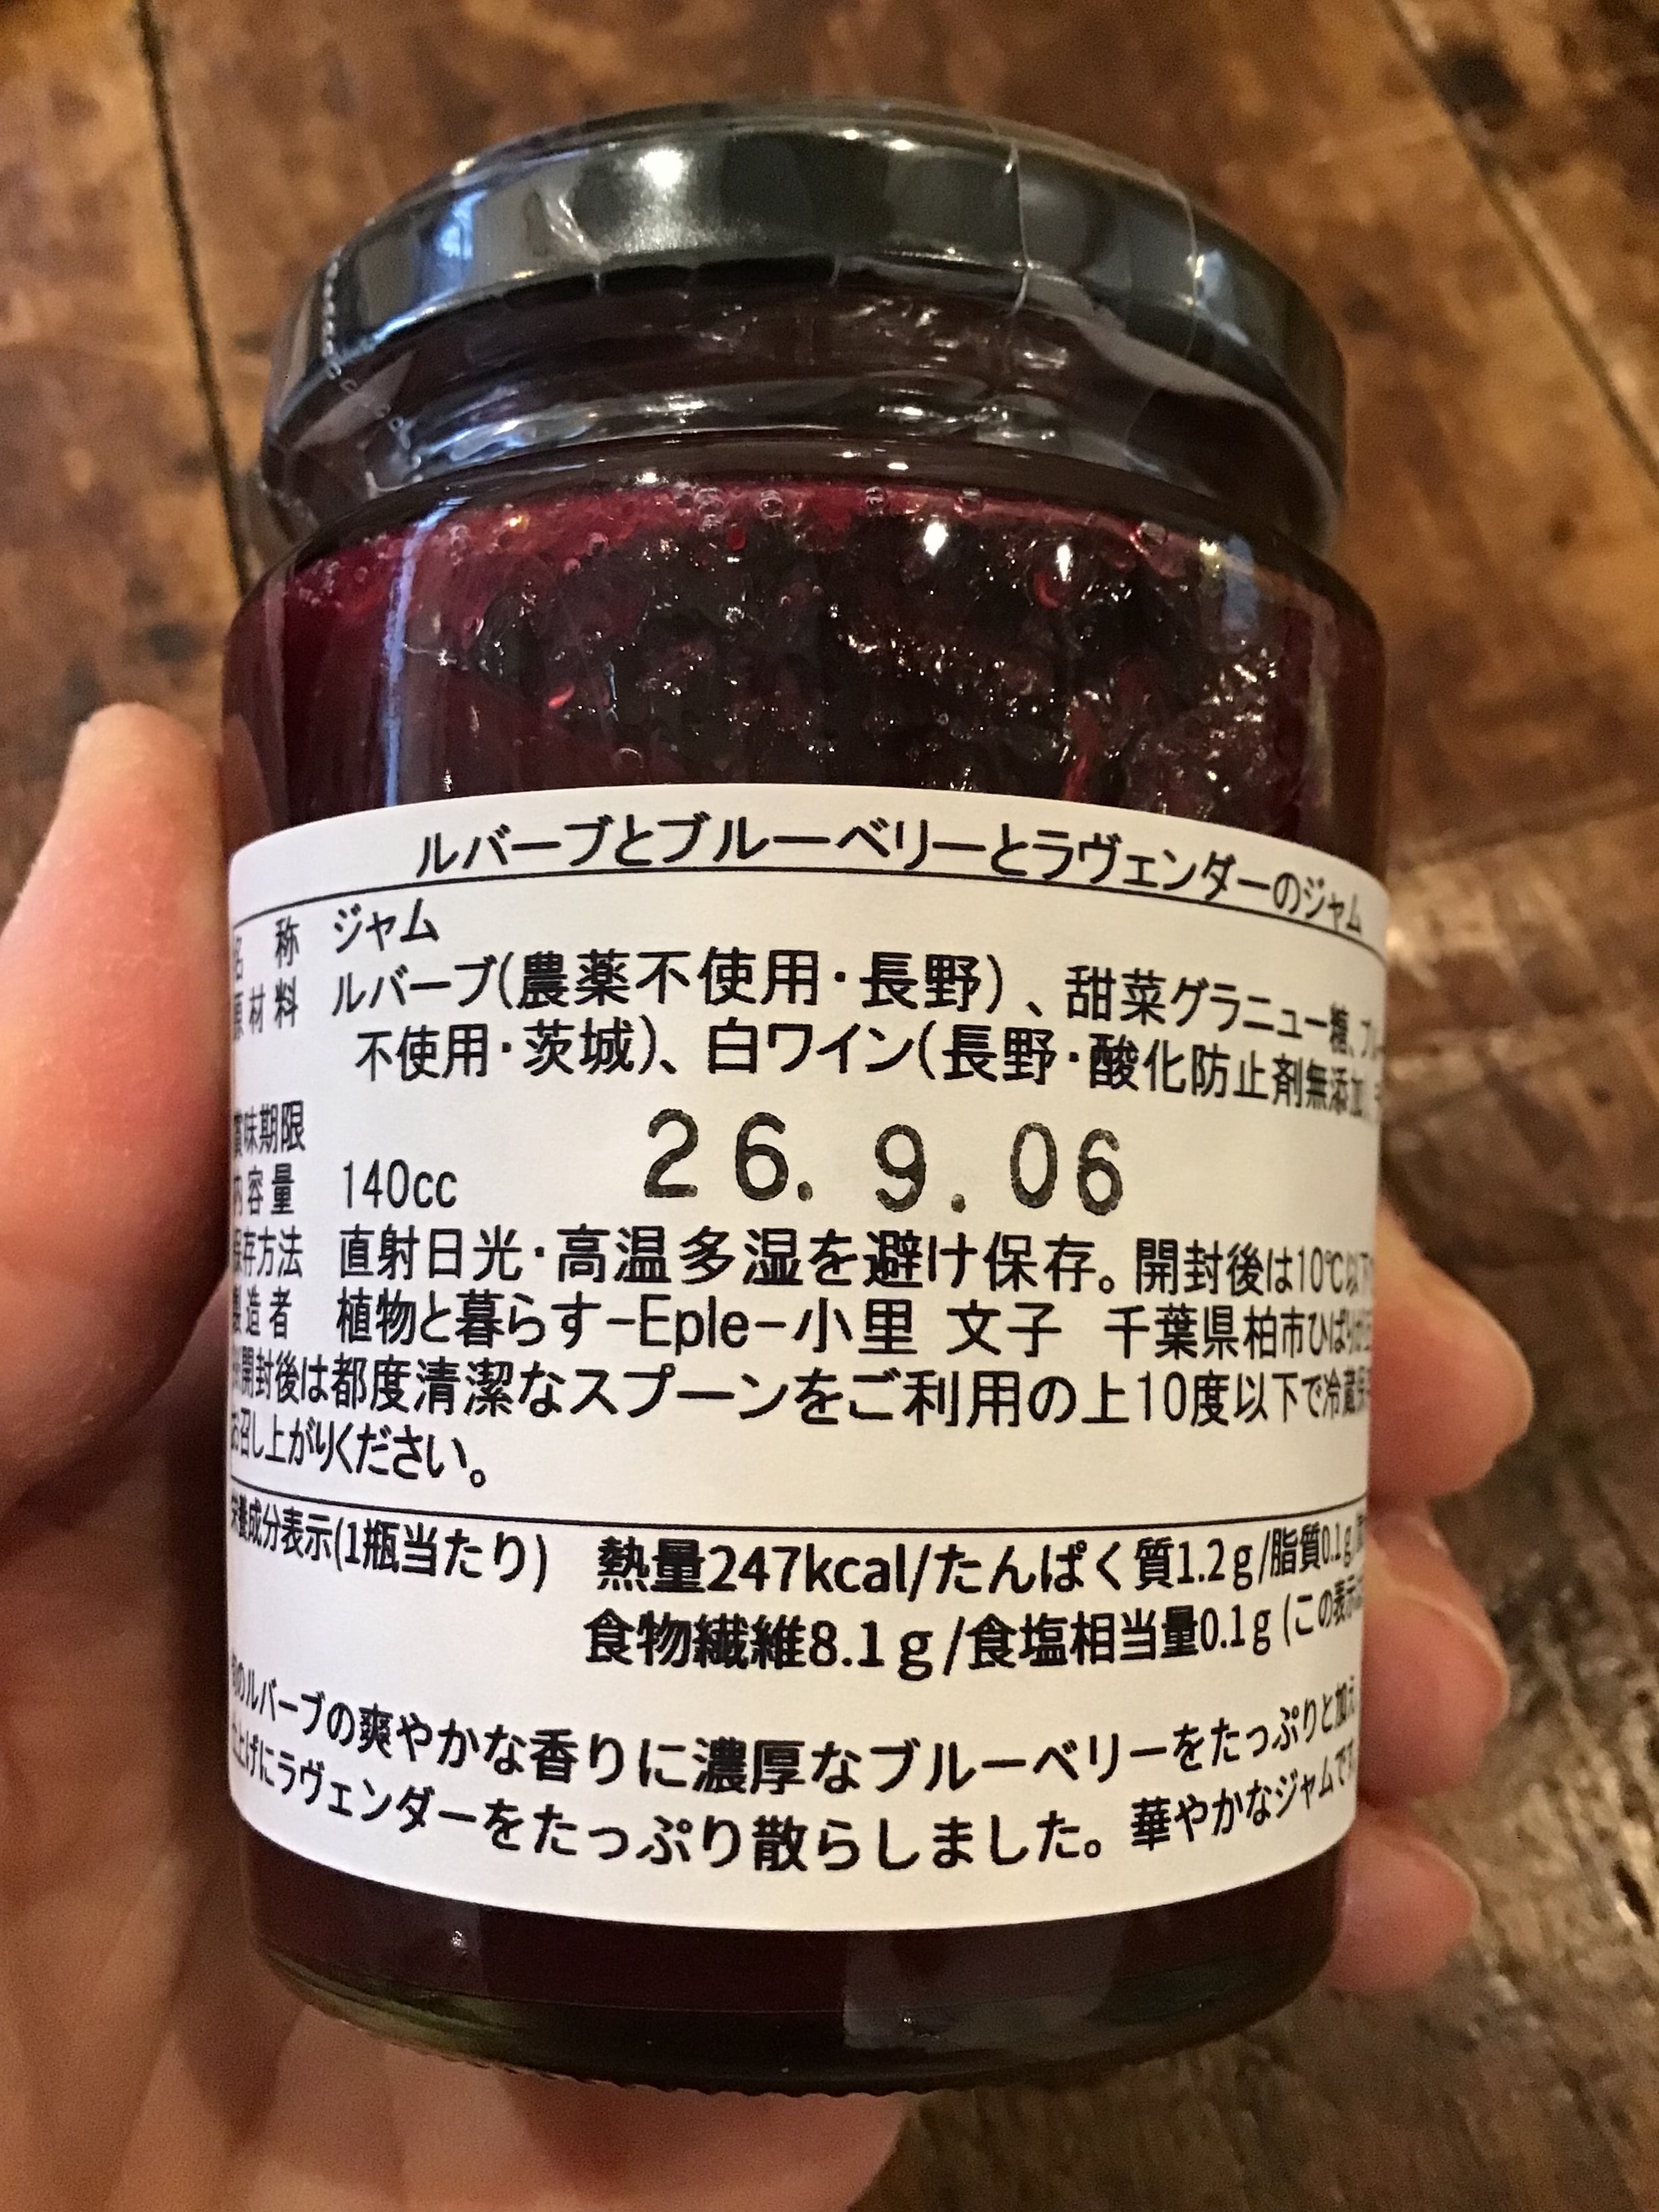 ルバーブとブルーベリーとラヴェンダーのジャム
名　称　ジャム
原材料　ルバーブ(農薬不使用・長野)、甜菜グラニュー糖、ブルー
不使用・茨城)、白ワイン(長野・酸化防止剤無添加)
賞味期限　26. 9. 06
内容量　140cc
保存方法　直射日光・高温多湿を避け保存。開封後は10℃以下
製造者　植物と暮らす-Eple-小里 文子　千葉県柏市ひばりが丘
開封後は都度清潔なスプーンをご利用の上10度以下で冷蔵保
お召し上がりください。
栄養成分表示(1瓶当たり)　熱量247kcal/たんぱく質1.2g/脂質0.1g/
食物繊維8.1g/食塩相当量0.1g(この表示
旬のルバーブの爽やかな香りに濃厚なブルーベリーをたっぷりと加え
仕上げにラヴェンダーをたっぷり散らしました。華やかなジャムです